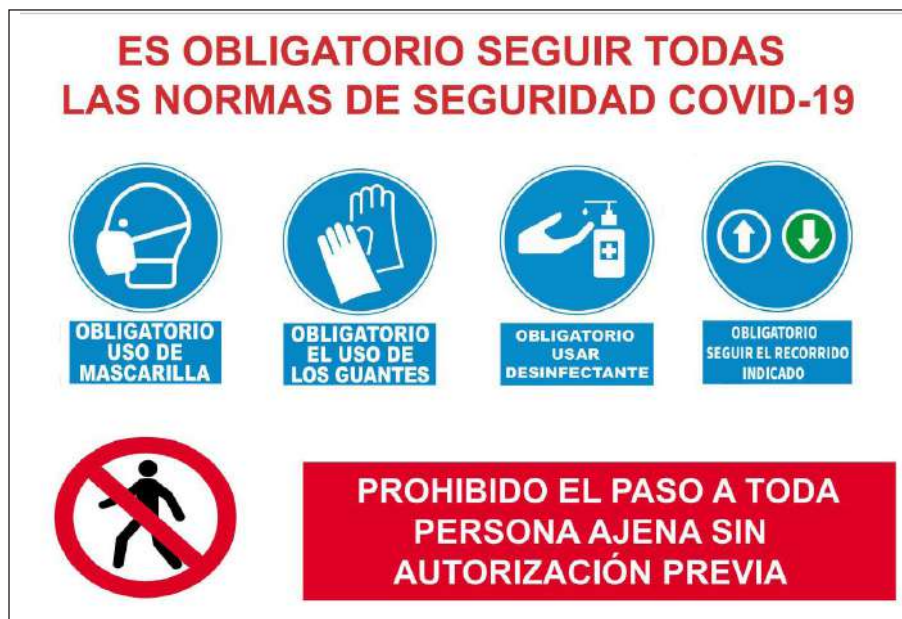 ES OBLIGATORIO SEGUIR TODAS
LAS NORMAS DE SEGURIDAD COVID-19
OBLIGATORIO
USO DE
MASCARILLA
OBLIGATORIO
EL USO DE
LOS GUANTES
OBLIGATORIO
USAR
DESINFECTANTE
OBLIGATORIO
SEGUIR EL RECORRIDO
INDICADO
PROHIBIDO EL PASO A TODA
PERSONA AJENA SIN
AUTORIZACIÓN PREVIA